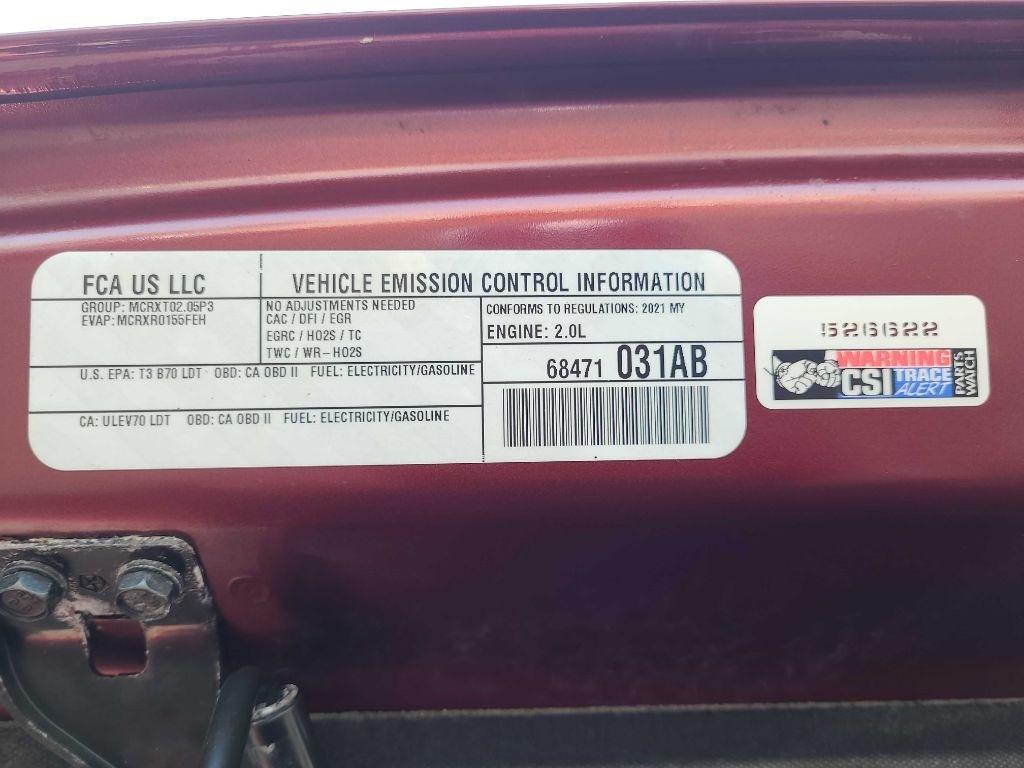 FCA US LLC
VEHICLE EMISSION CONTROL INFORMATION
GROUP: MCRXT02.05P3
EVAP: MCRXR0155FEH
NO ADJUSTMENTS NEEDED
CAC / DFI / EGR
EGRC / HO2S / TC
TWC / WR-HO2S
CONFORMS TO REGULATIONS: 2021 MY
ENGINE: 2.0L
68471 031AB
U.S. EPA: T3 B70 LDT OBD: CA OBD II FUEL: ELECTRICITY/GASOLINE
CA: ULEV70 LDT OBD: CA OBD II FUEL: ELECTRICITY/GASOLINE
526622
WARNING
CSI TRACE
ALERT
PARTS
WATCH